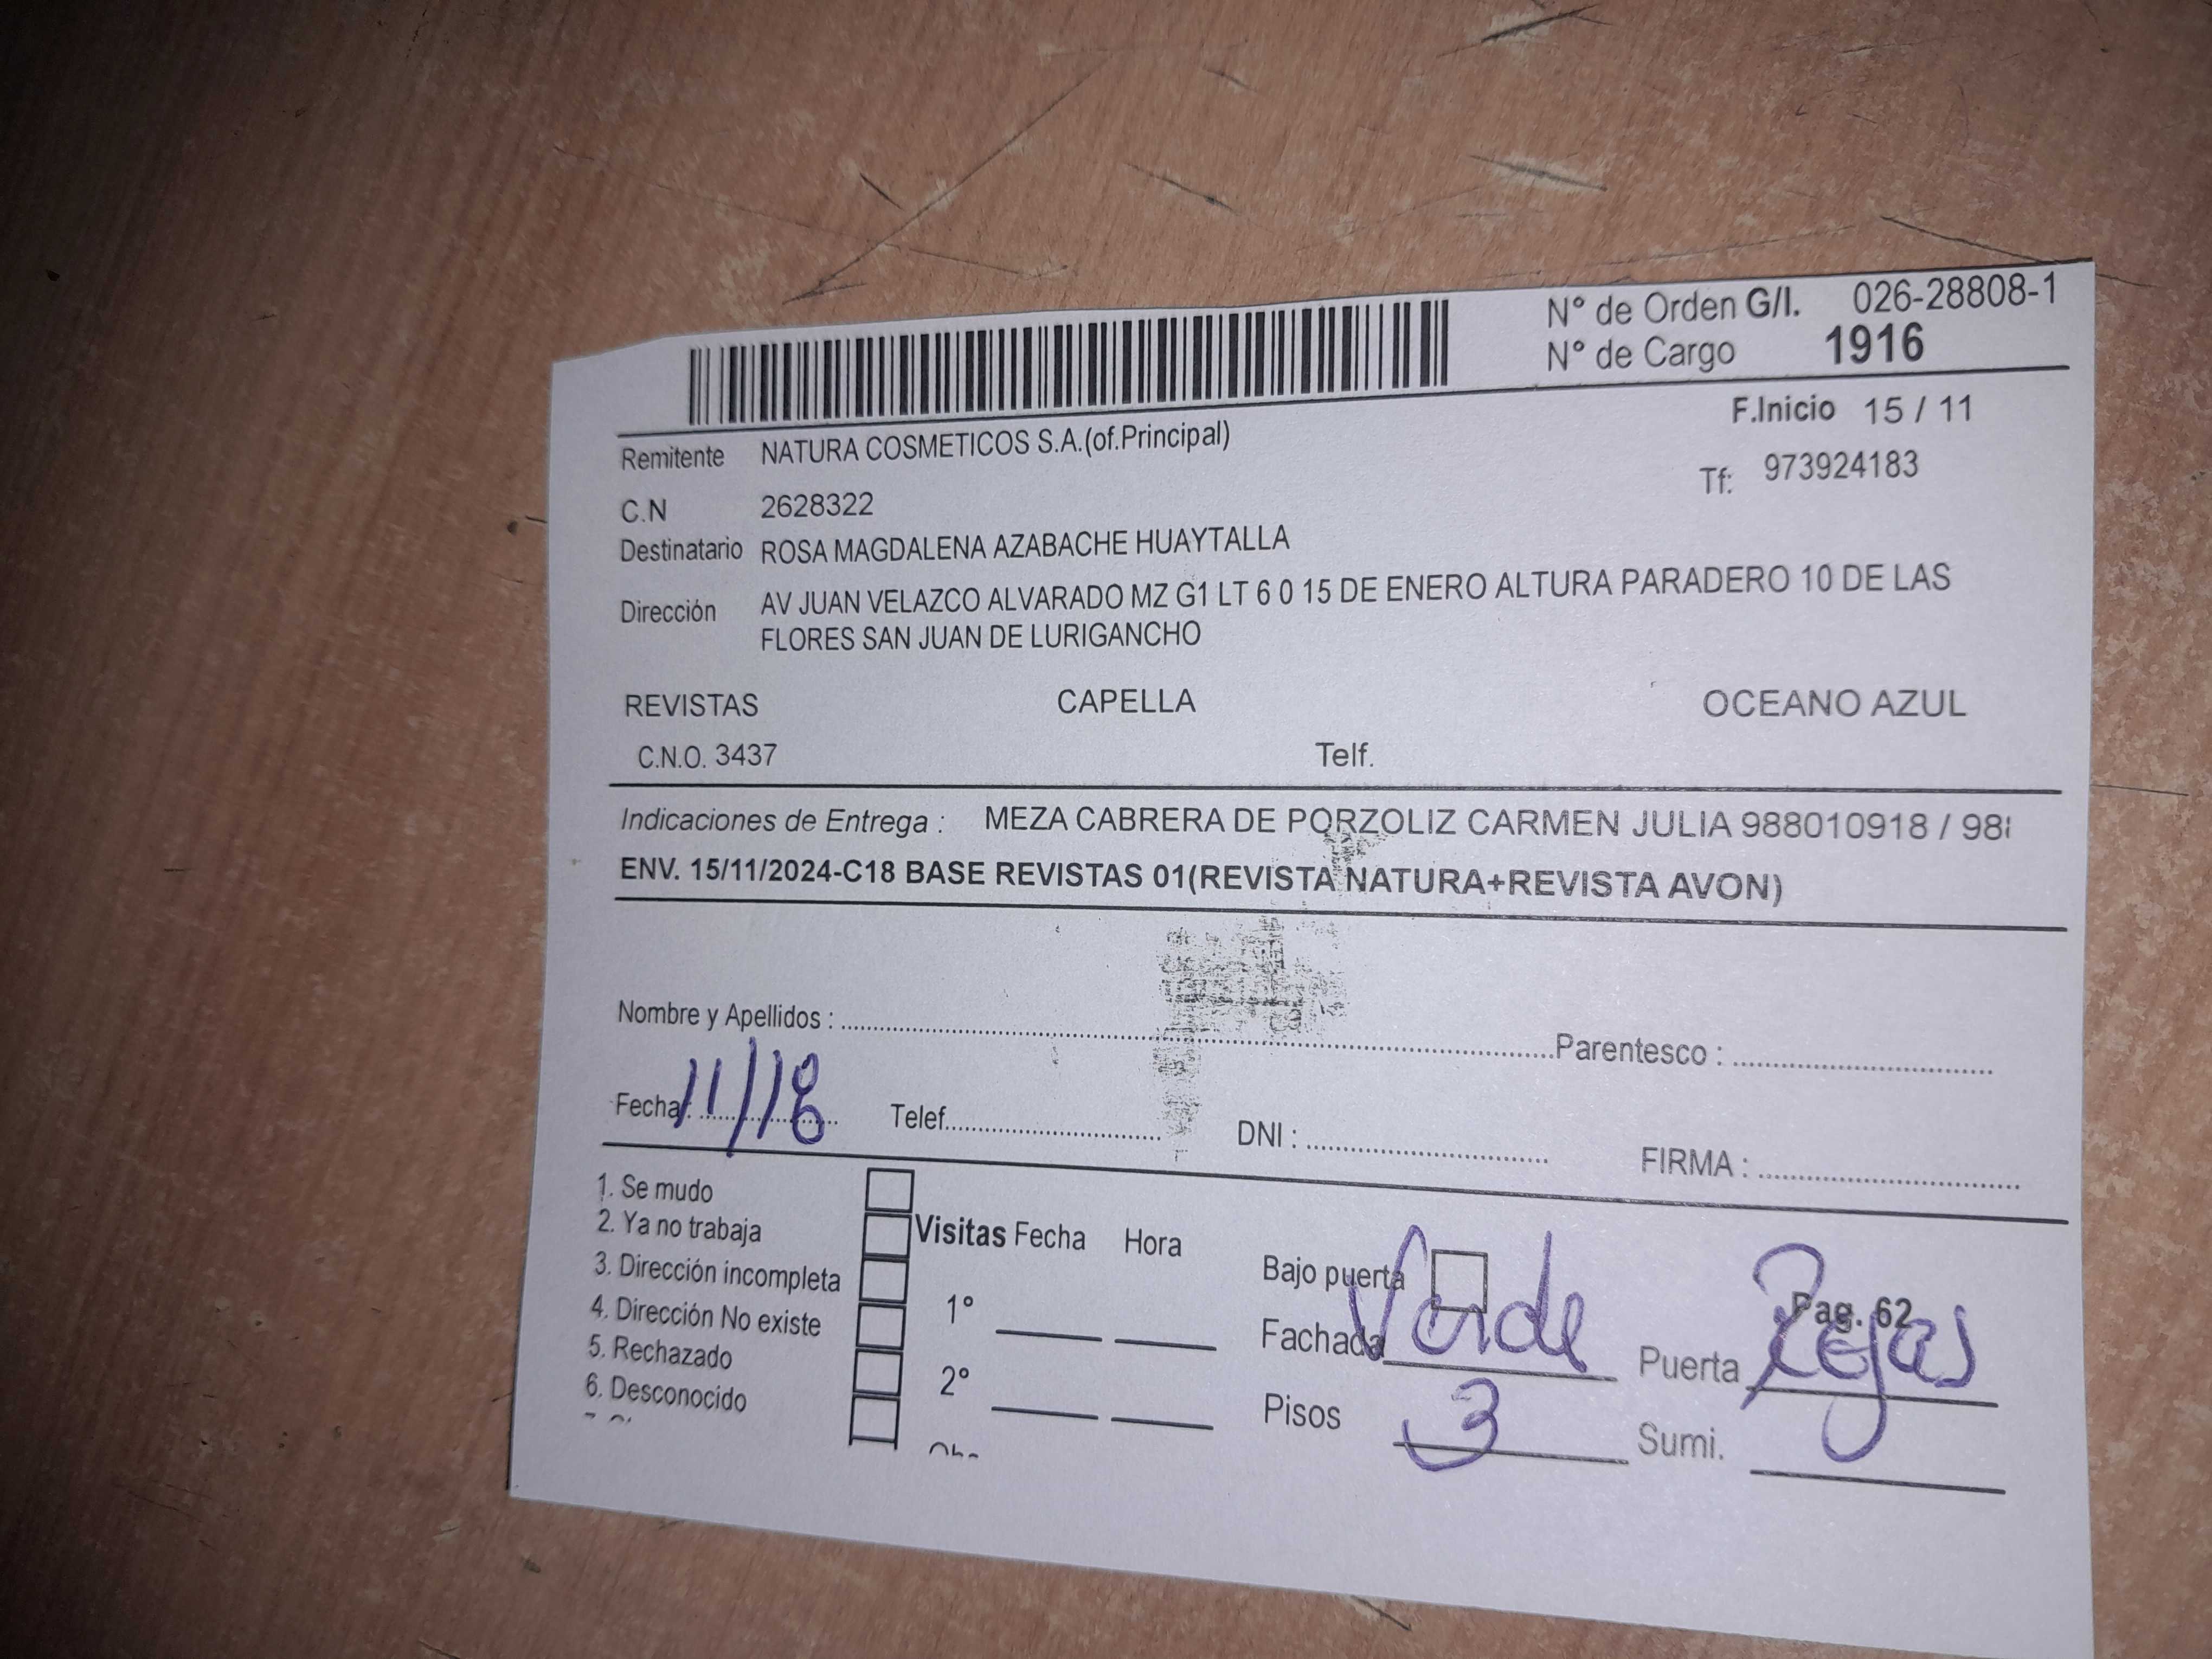 N° de Orden G/I. 026-28808-1
N° de Cargo 1916
F.Inicio 15 / 11
Remitente NATURA COSMETICOS S.A.(of.Principal)
Tf: 973924183
C.N 2628322
Destinatario ROSA MAGDALENA AZABACHE HUAYTALLA
Dirección AV JUAN VELAZCO ALVARADO MZ G1 LT 6 0 15 DE ENERO ALTURA PARADERO 10 DE LAS
FLORES SAN JUAN DE LURIGANCHO
REVISTAS CAPELLA OCEANO AZUL
C.N.O. 3437 Telf.
Indicaciones de Entrega : MEZA CABRERA DE PORZOLIZ CARMEN JULIA 988010918 / 98
ENV. 15/11/2024-C18 BASE REVISTAS 01(REVISTA NATURA+REVISTA AVON)
Nombre y Apellidos : Parentesco :
Fecha: 11/18 Telef. DNI : FIRMA :
1. Se mudo
2. Ya no trabaja
3. Dirección incompleta
4. Dirección No existe
5. Rechazado
6. Desconocido
Visitas Fecha Hora
1°
2°
Bajo puerta
Pag. 62
Fachada Verde Puerta Rejas
Pisos 3 Sumi.